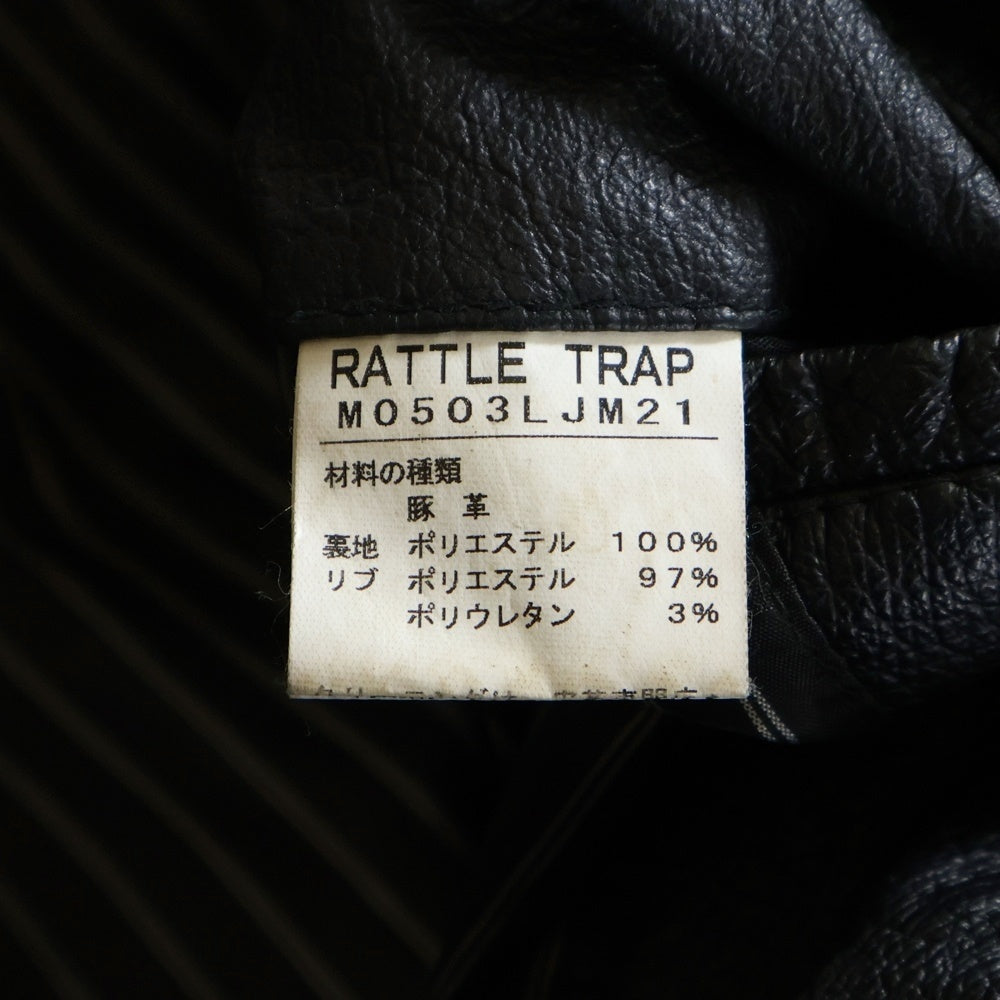 RATTLE TRAP
M0503LJM21
材料の種類
豚 革
裏地 ポリエステル 100%
リブ ポリエステル 97%
ポリウレタン 3%